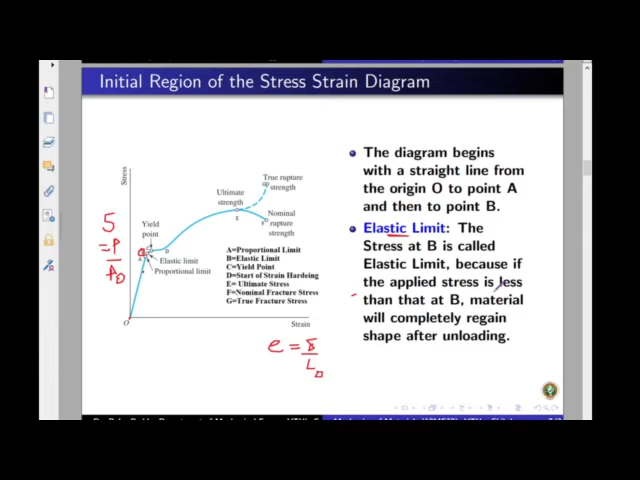 Initial Region of the Stress Strain Diagram
Stress
True rupture
strength
Ultimate
strength
E
F
Nominal
rupture
strength
Yield
point
C
D
A
Elastic limit
Proportional limit
A=Proportional Limit
B=Elastic Limit
C=Yield Point
D=Start of Strain Hardeing
E= Ultimate Stress
F=Nominal Fracture Stress
G=True Fracture Stress
O
Strain
S
= P
A0
e = δ
L0
The diagram begins
with a straight line from
the origin O to point A
and then to point B.
Elastic Limit: The
Stress at B is called
Elastic Limit, because if
the applied stress is less
than that at B, material
will completely regain
shape after unloading.